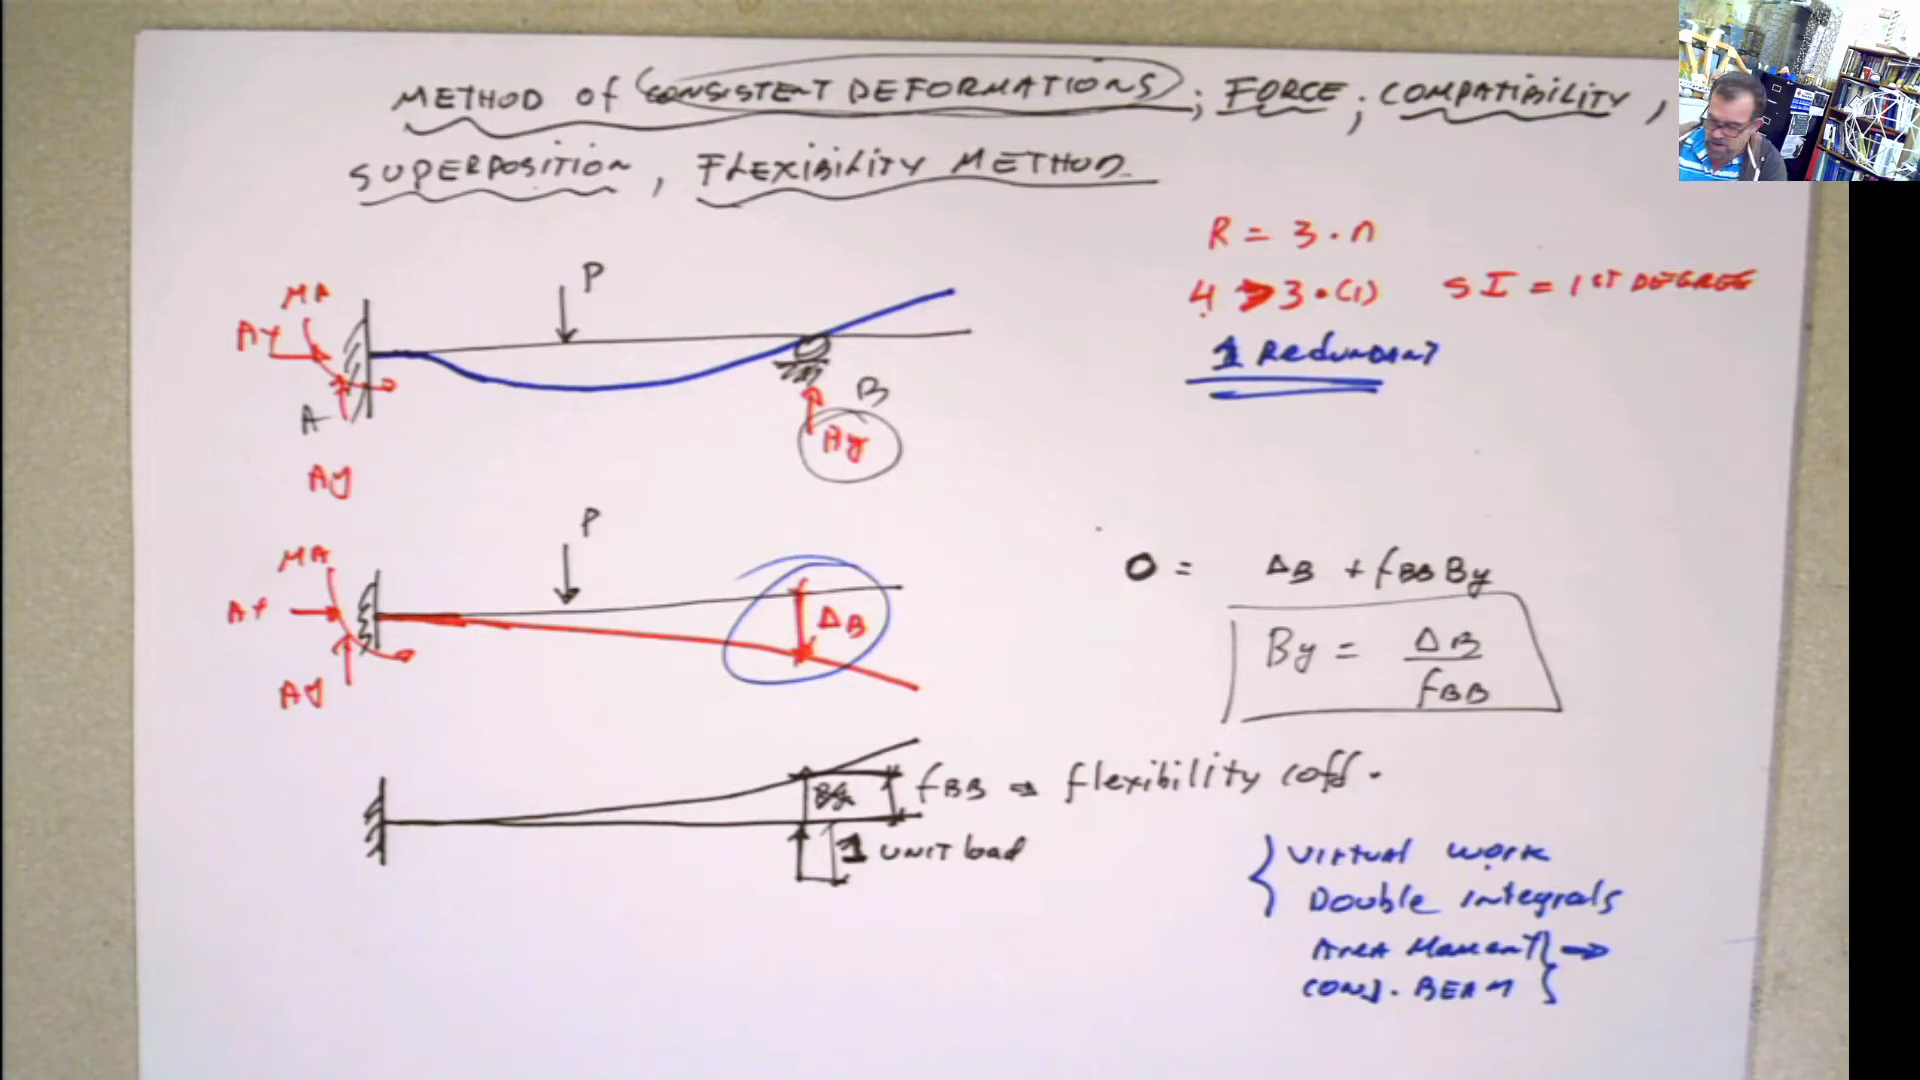 METHOD of CONSISTENT DEFORMATIONS; FORCE; COMPATIBILITY,
SUPERPOSITION, FLEXIBILITY METHOD.
R = 3.n
4 > 3.(1) SI = 1ST DEGREE
1 Redundant
P
MA
Ay
A
B
Ay
Ay
P
MA
Ay
ΔB
0 = ΔB + fBB By
By = ΔB / fBB
fBB → flexibility coff.
1 UNIT load
Virtual work
Double integrals
Area Moment →
CONJ. BEAM